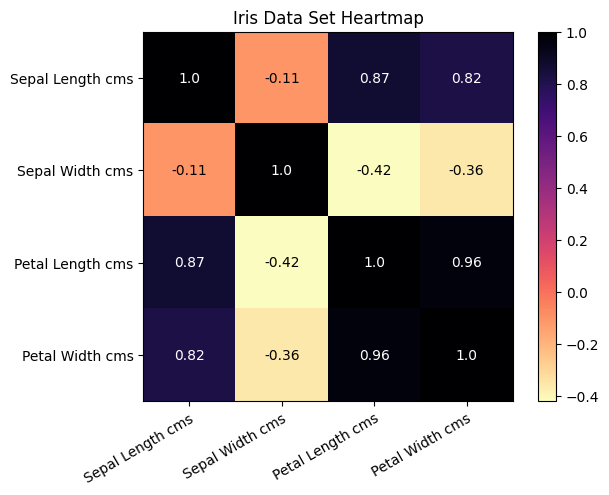 Iris Data Set Heartmap
Sepal Length cms 1.0 -0.11 0.87 0.82
Sepal Width cms -0.11 1.0 -0.42 -0.36
Petal Length cms 0.87 -0.42 1.0 0.96
Petal Width cms 0.82 -0.36 0.96 1.0
Sepal Length cms
Sepal Width cms
Petal Length cms
Petal Width cms
1.0
0.8
0.6
0.4
0.2
0.0
−0.2
−0.4